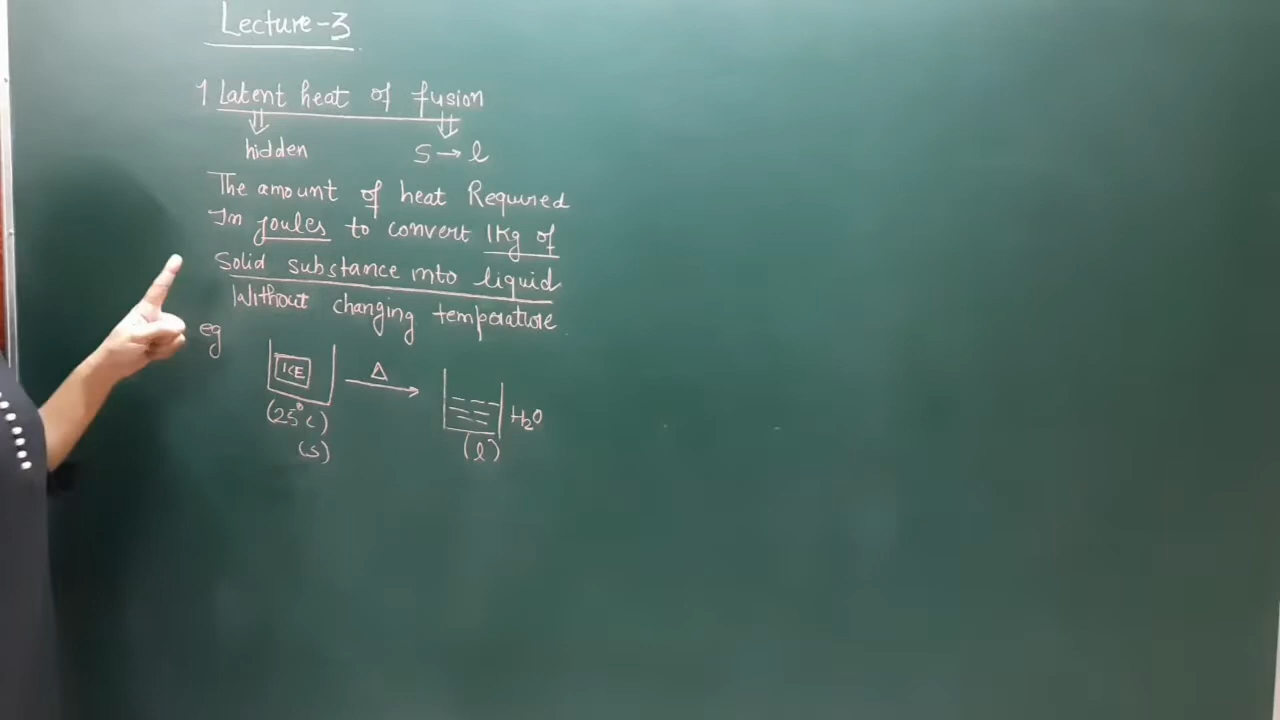 Lecture-3
1 Latent heat of fusion
hidden S → l
The amount of heat Required
In Joules to convert 1Kg of
Solid substance into liquid
Without changing temperature.
eg
ICE Δ
(25°C) H₂O
(s) (l)